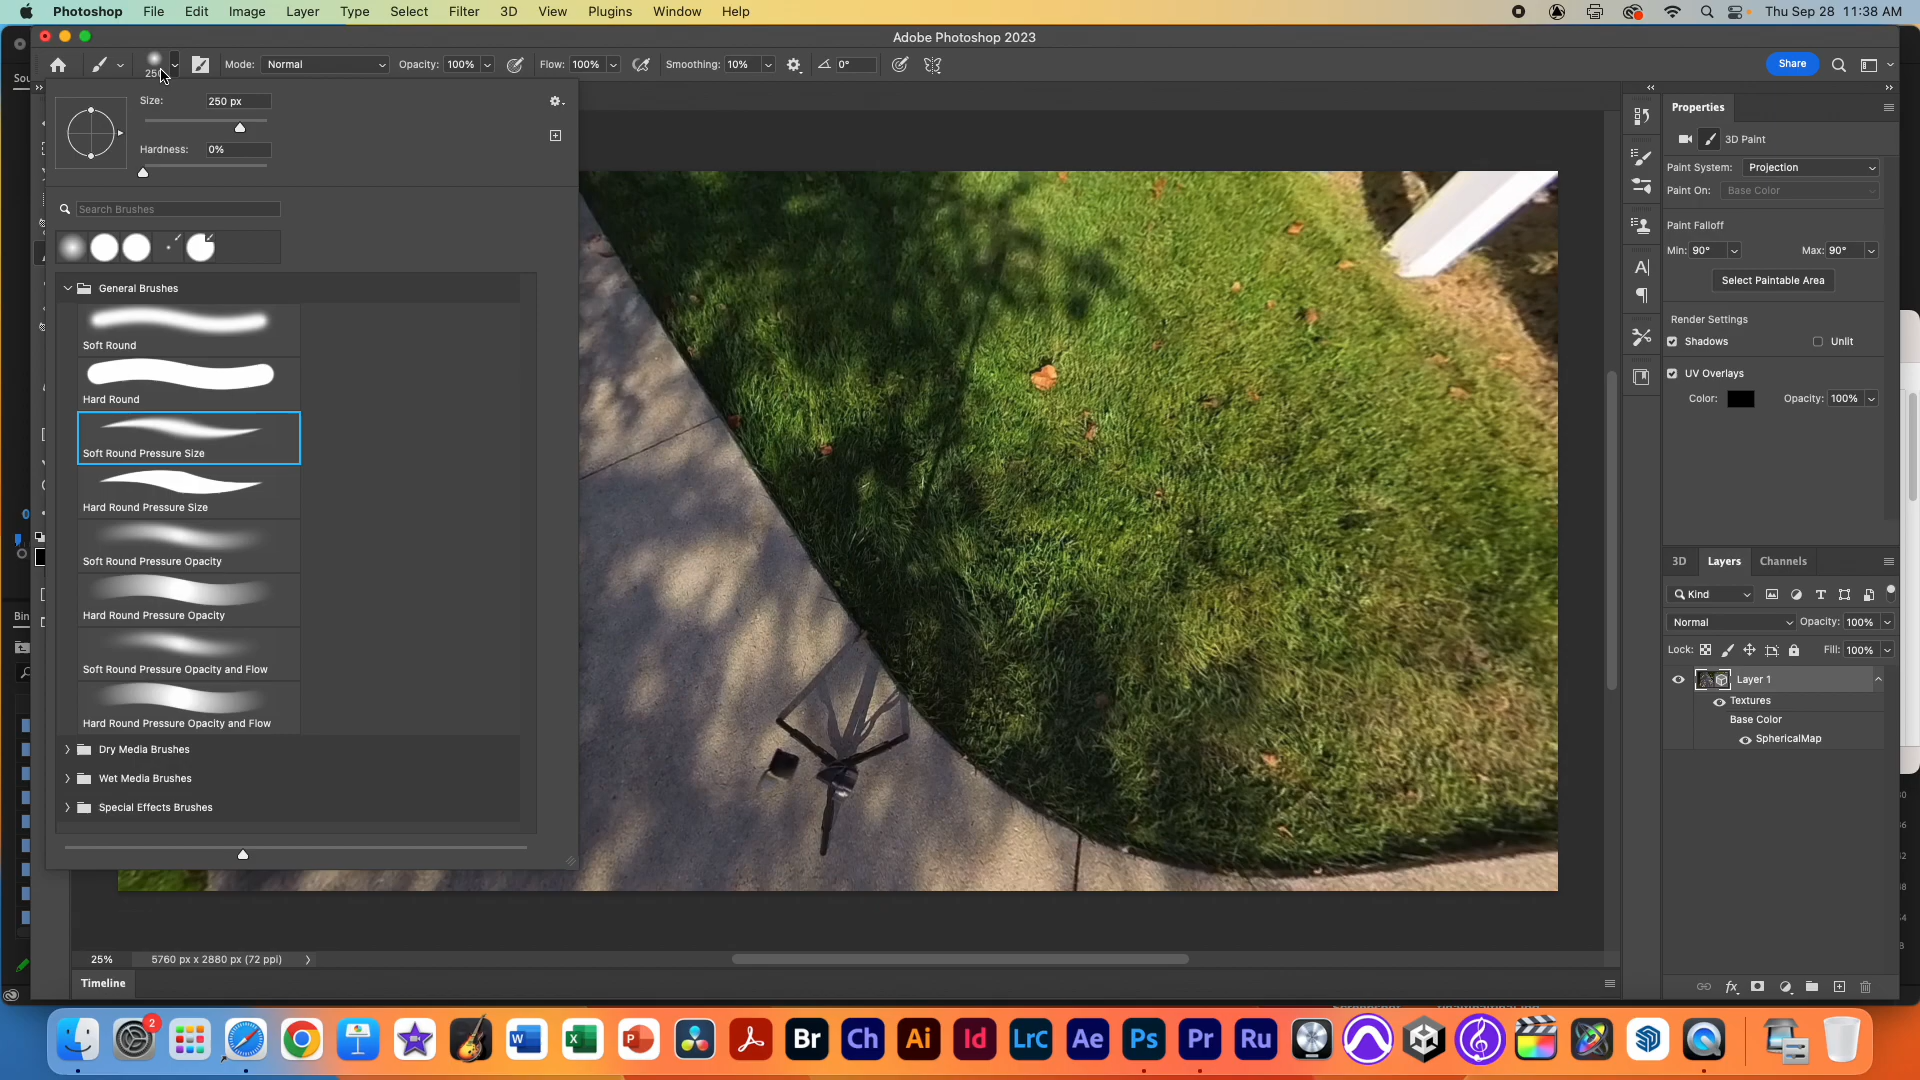 Photoshop File Edit Image Layer Type Select Filter 3D View Plugins Window Help Thu Sep 28 11:38 AM
Adobe Photoshop 2023
Mode: Normal Opacity: 100% Flow: 100% Smoothing: 10% 0° Share
Size: 250 px
Hardness: 0%
Search Brushes
General Brushes
Soft Round
Hard Round
Soft Round Pressure Size
Hard Round Pressure Size
Soft Round Pressure Opacity
Hard Round Pressure Opacity
Soft Round Pressure Opacity and Flow
Hard Round Pressure Opacity and Flow
Dry Media Brushes
Wet Media Brushes
Special Effects Brushes
Properties
3D Paint
Paint System: Projection
Paint On: Base Color
Paint Falloff
Min: 90° Max: 90°
Select Paintable Area
Render Settings
Shadows Unlit
UV Overlays
Color: Opacity: 100%
3D Layers Channels
Kind
Normal Opacity: 100%
Lock: Fill: 100%
Layer 1
Textures
Base Color
SphericalMap
25% 5760 px x 2880 px (72 ppi)
Timeline
2 Br Ch Ai Id LrC Ae Ps Pr Ru